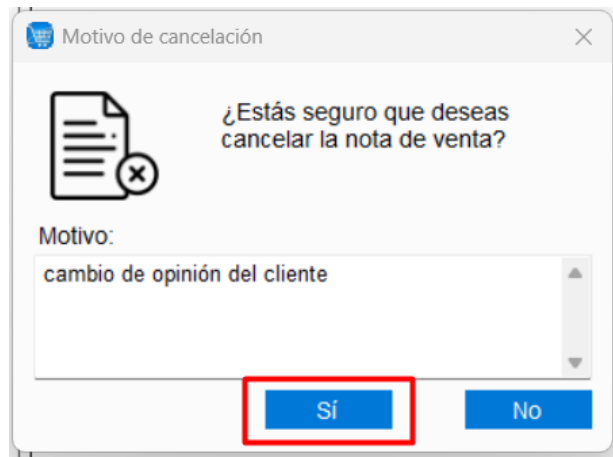 Motivo de cancelación
¿Estás seguro que deseas
cancelar la nota de venta?
Motivo:
cambio de opinión del cliente
Sí
No